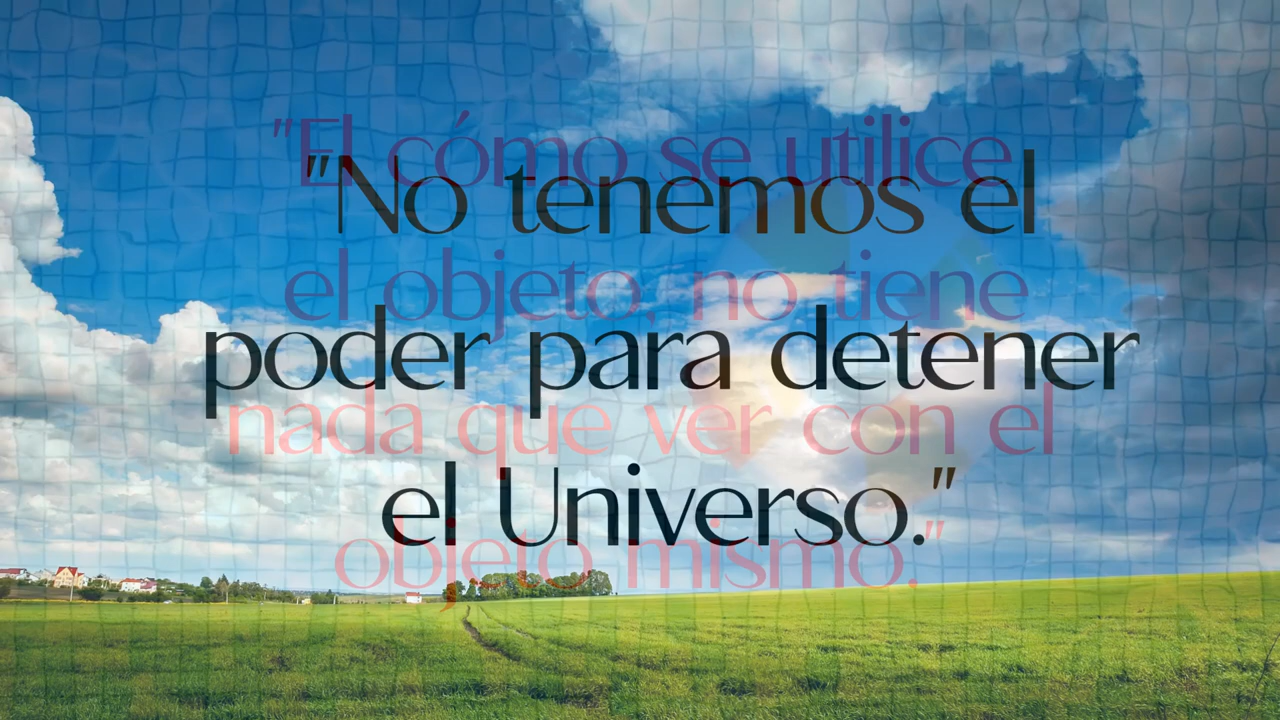 "El cómo se utilice
"No tenemos el
el objeto, no tiene
poder para detener
nada que ver con el
el Universo."
objeto mismo."